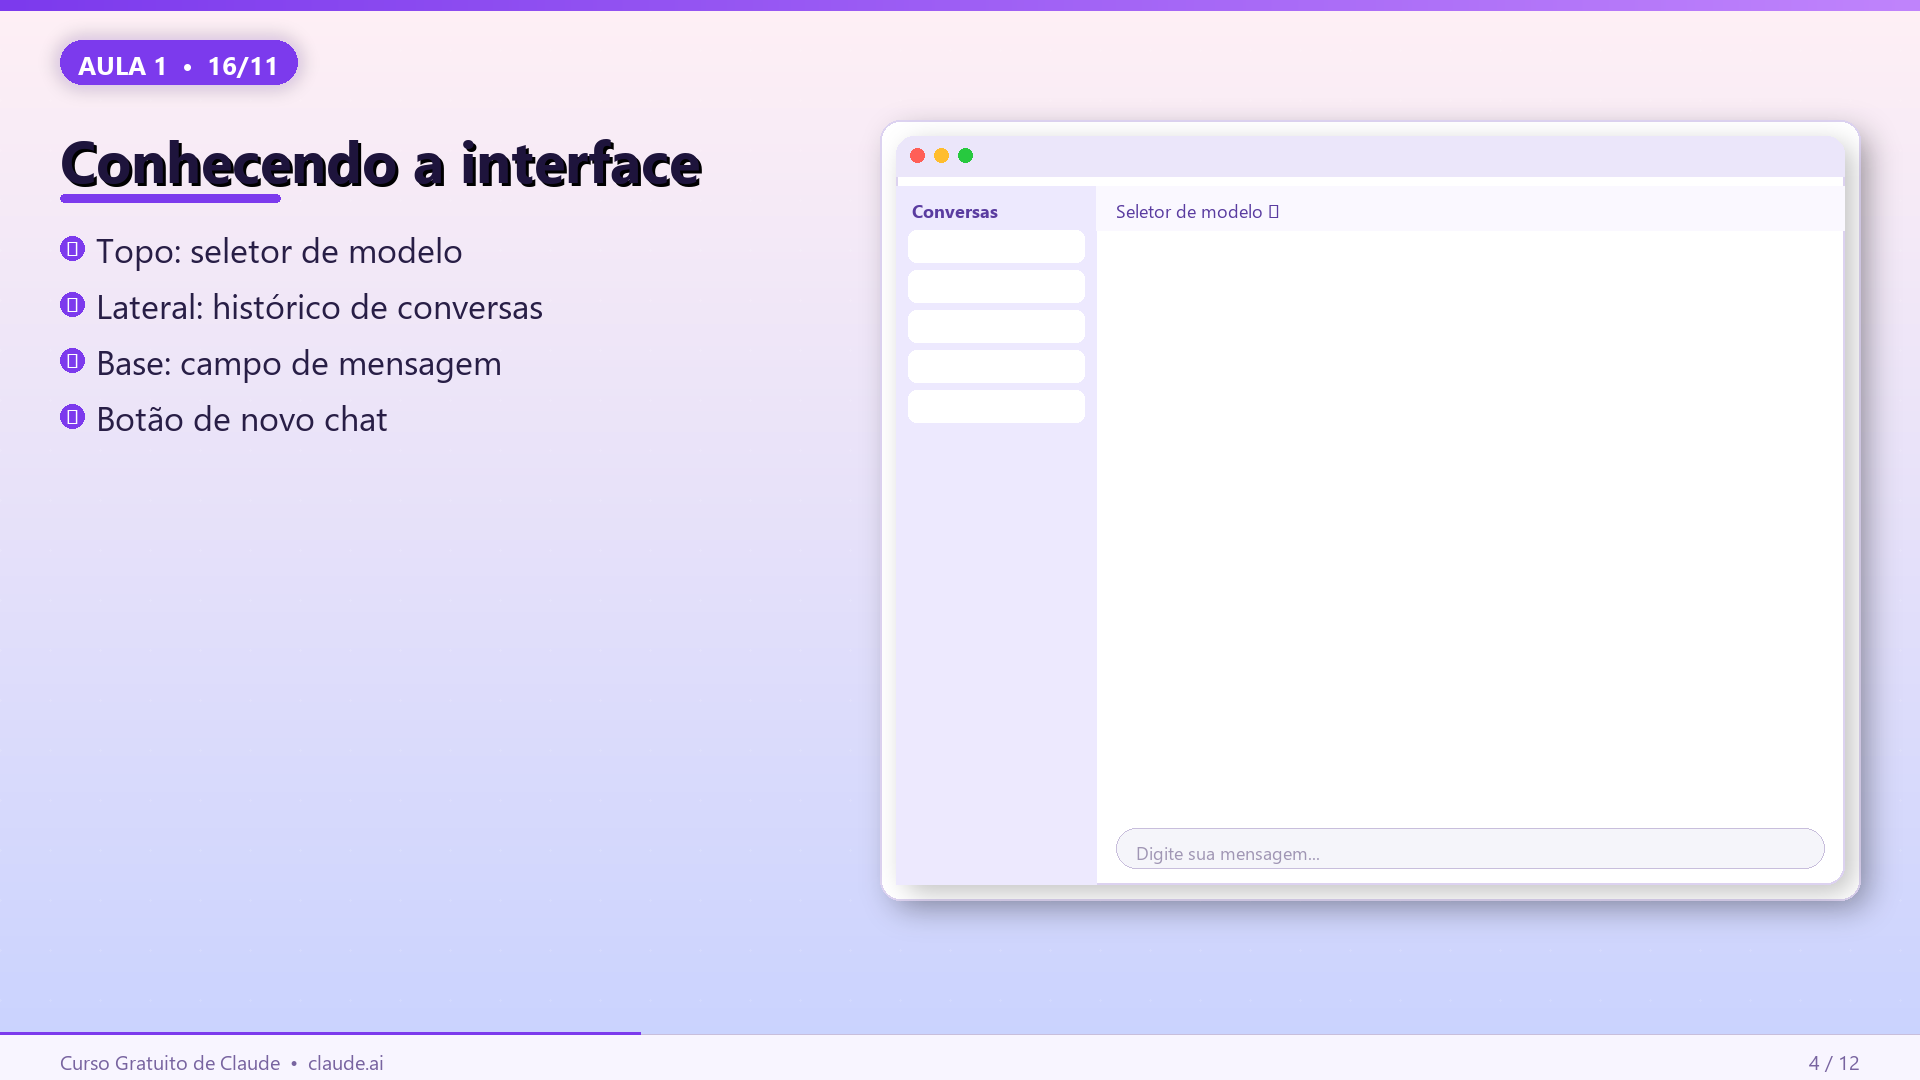 AULA 1 • 16/11
Conhecendo a interface
Topo: seletor de modelo
Lateral: histórico de conversas
Base: campo de mensagem
Botão de novo chat
Conversas
Seletor de modelo
Digite sua mensagem...
Curso Gratuito de Claude • claude.ai
4 / 12